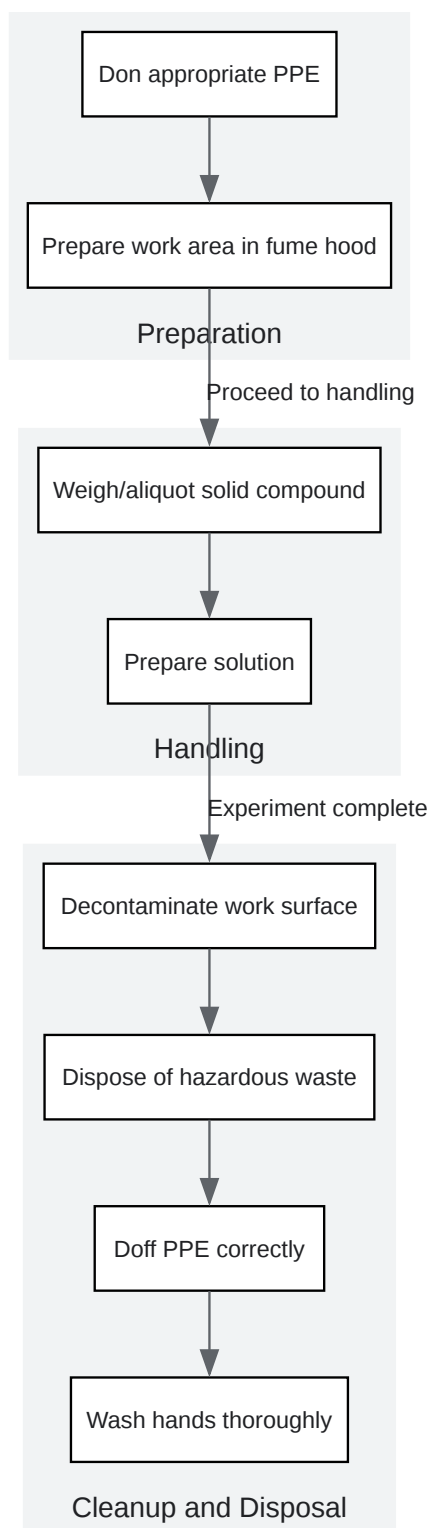 Don appropriate PPE
Prepare work area in fume hood
Preparation
Proceed to handling
Weigh/aliquot solid compound
Prepare solution
Handling
Experiment complete
Decontaminate work surface
Dispose of hazardous waste
Doff PPE correctly
Wash hands thoroughly
Cleanup and Disposal